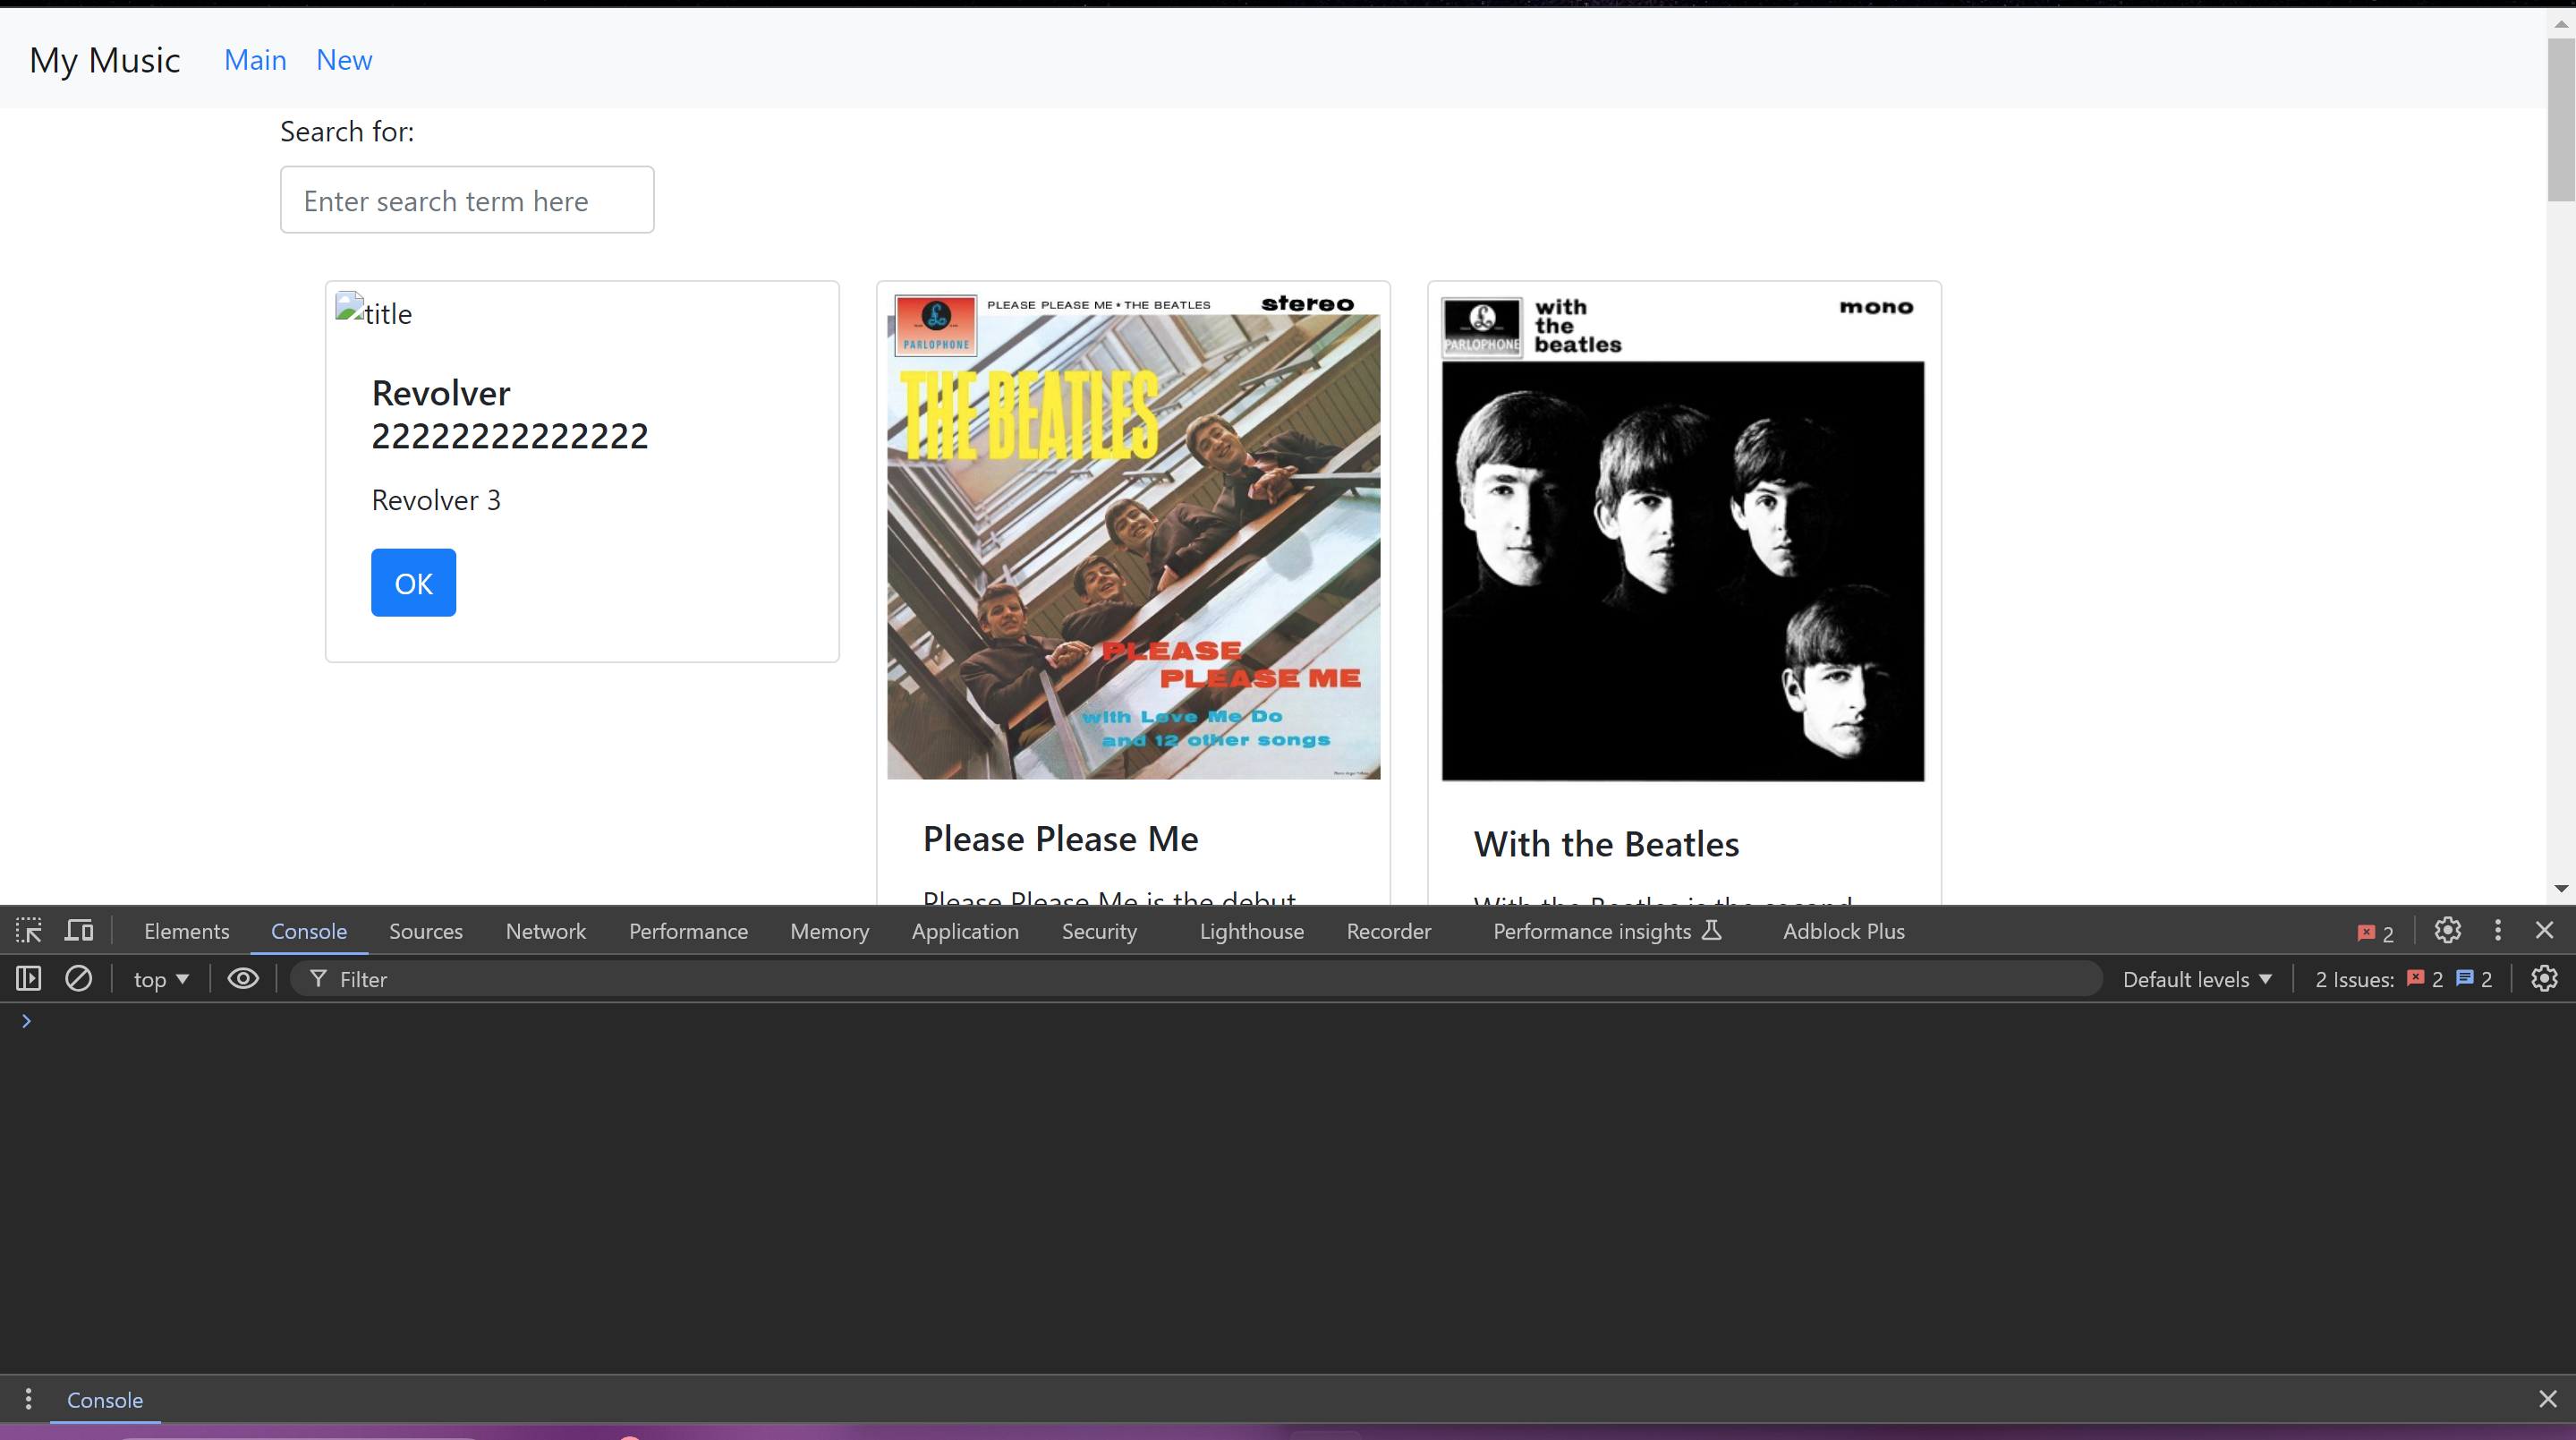 My Music Main New
Search for:
Enter search term here
title
Revolver
22222222222222
Revolver 3
OK
PARLOPHONE
PLEASE PLEASE ME • THE BEATLES
stereo
THE BEATLES
PLEASE
PLEASE ME
with Love Me Do
and 12 other songs
Please Please Me
Please Please Me is the debut
PARLOPHONE
with
the
beatles
mono
With the Beatles
With the Beatles is the second
Elements Console Sources Network Performance Memory Application Security Lighthouse Recorder Performance insights Adblock Plus 2
top Filter Default levels 2 Issues: 2 2
Console